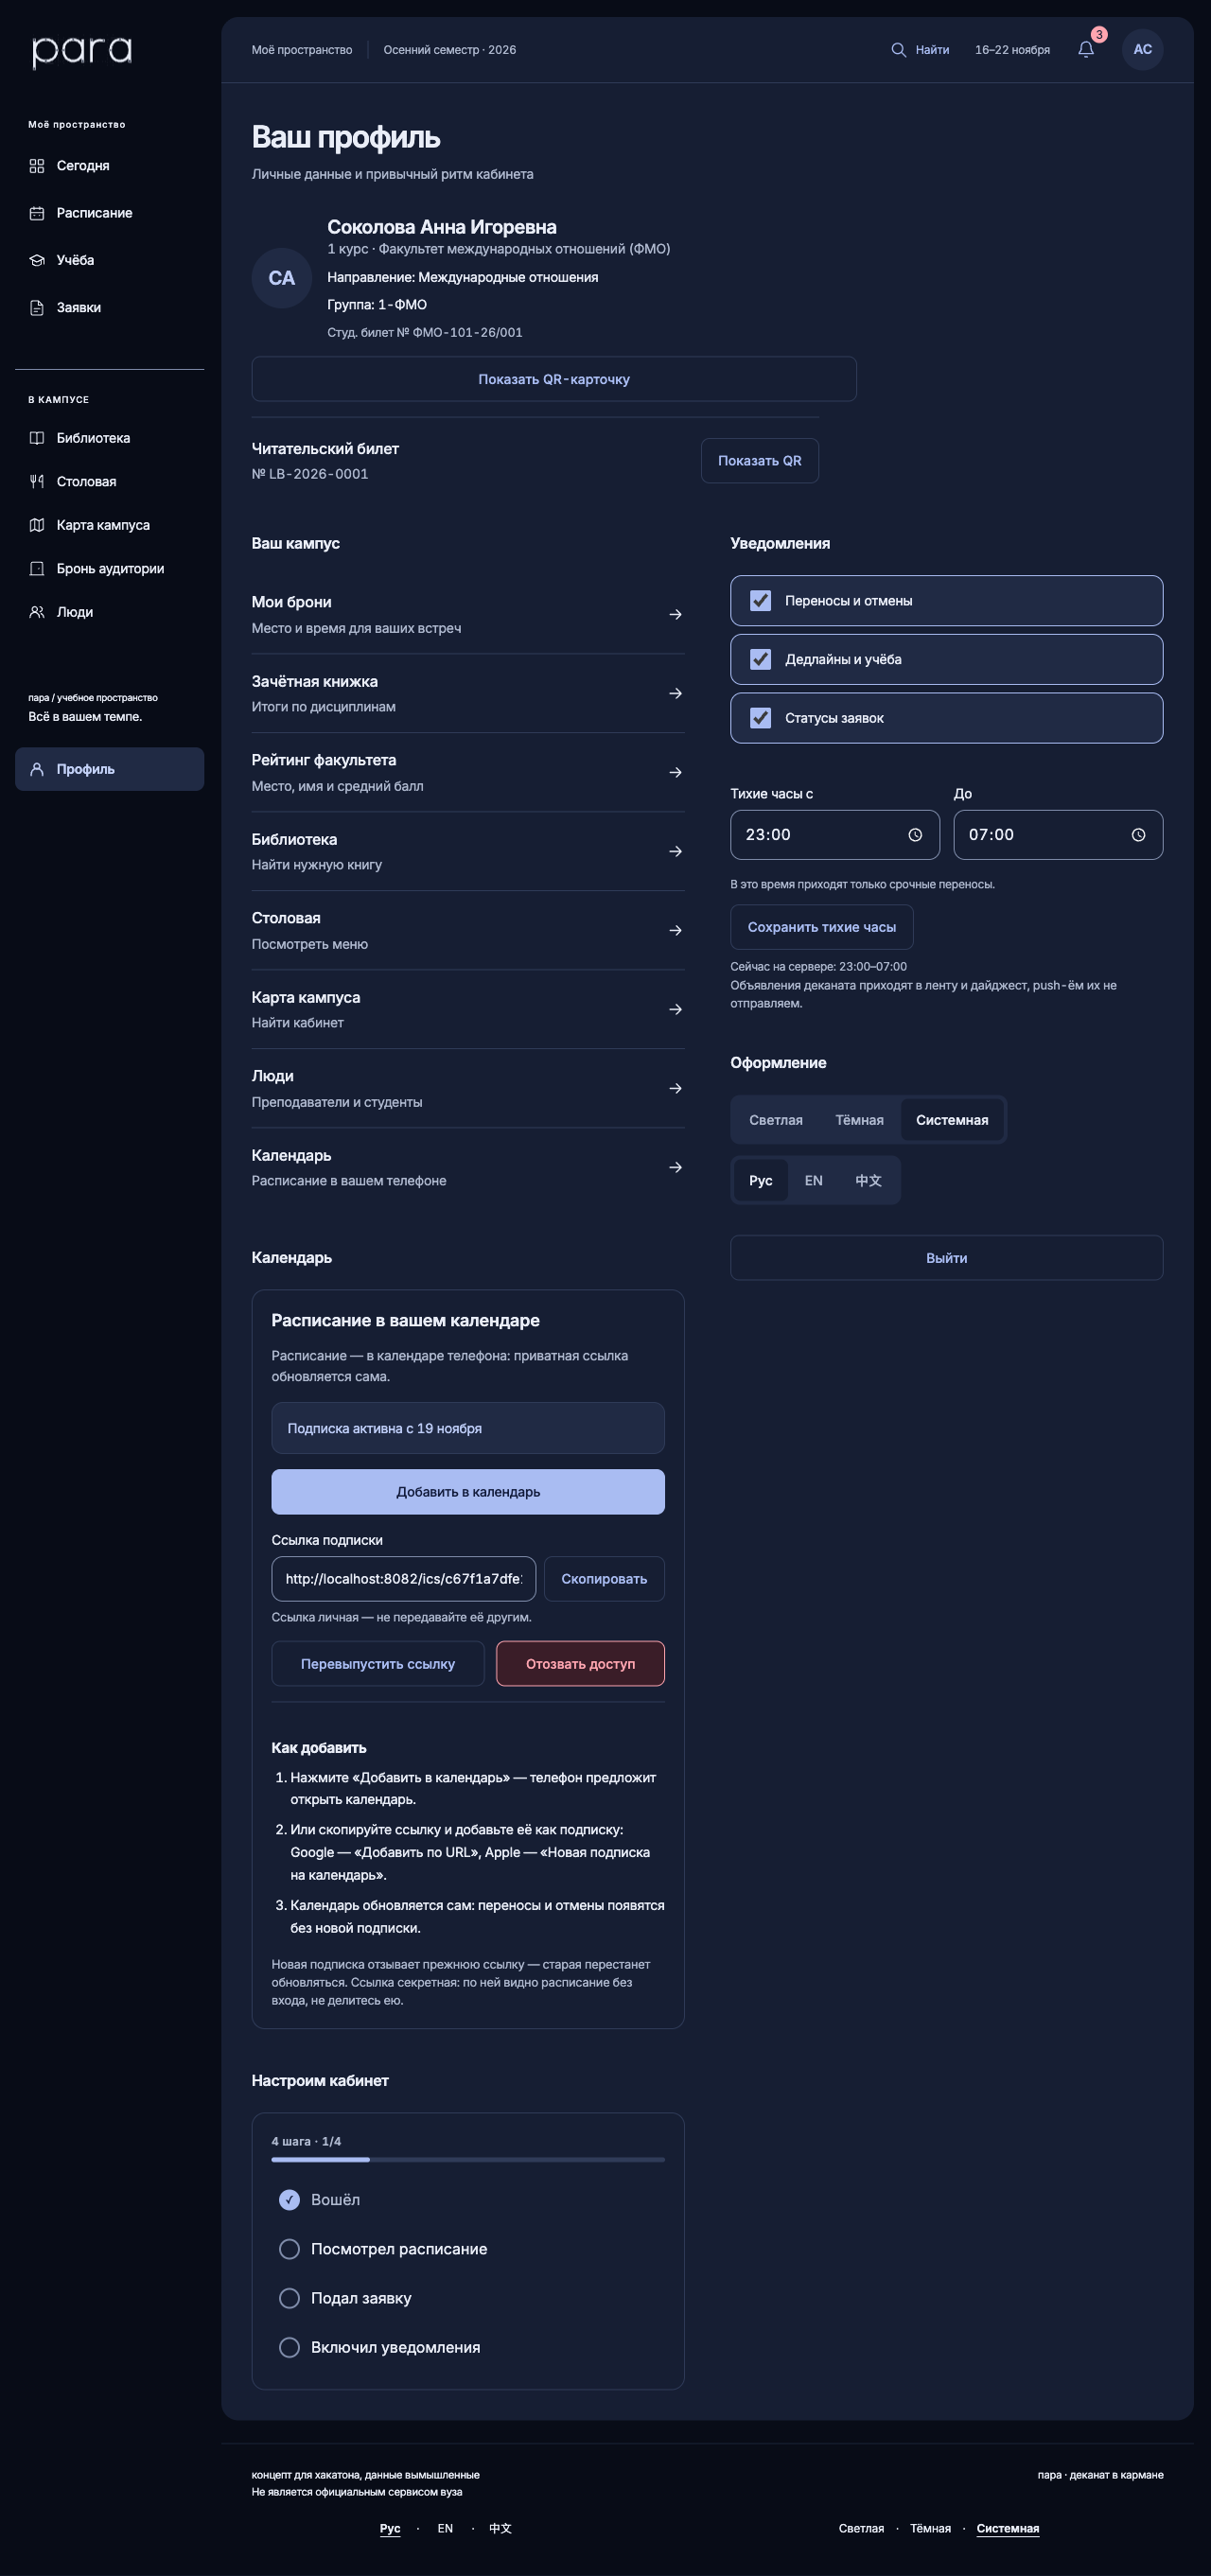 para
Моё пространство
Сегодня
Расписание
Учёба
Заявки
В КАМПУСЕ
Библиотека
Столовая
Карта кампуса
Бронь аудитории
Люди
пара / учебное пространство
Всё в вашем темпе.
Профиль
Моё пространство
Осенний семестр · 2026
Найти
16–22 ноября
3
АС
Ваш профиль
Личные данные и привычный ритм кабинета
СА
Соколова Анна Игоревна
1 курс · Факультет международных отношений (ФМО)
Направление: Международные отношения
Группа: 1-ФМО
Студ. билет № ФМО-101-26/001
Показать QR-карточку
Читательский билет
№ LB-2026-0001
Показать QR
Ваш кампус
Мои брони
Место и время для ваших встреч
Зачётная книжка
Итоги по дисциплинам
Рейтинг факультета
Место, имя и средний балл
Библиотека
Найти нужную книгу
Столовая
Посмотреть меню
Карта кампуса
Найти кабинет
Люди
Преподаватели и студенты
Календарь
Расписание в вашем телефоне
Календарь
Расписание в вашем календаре
Расписание — в календаре телефона: приватная ссылка
обновляется сама.
Подписка активна с 19 ноября
Добавить в календарь
Ссылка подписки
http://localhost:8082/ics/c67f1a7dfe
Скопировать
Ссылка личная — не передавайте её другим.
Перевыпустить ссылку
Отозвать доступ
Как добавить
1. Нажмите «Добавить в календарь» — телефон предложит
открыть календарь.
2. Или скопируйте ссылку и добавьте её как подписку:
Google — «Добавить по URL», Apple — «Новая подписка
на календарь».
3. Календарь обновляется сам: переносы и отмены появятся
без новой подписки.
Новая подписка отзывает прежнюю ссылку — старая перестанет
обновляться. Ссылка секретная: по ней видно расписание без
входа, не делитесь ею.
Настроим кабинет
4 шага · 1/4
Вошёл
Посмотрел расписание
Подал заявку
Включил уведомления
Уведомления
Переносы и отмены
Дедлайны и учёба
Статусы заявок
Тихие часы с
До
23:00
07:00
В это время приходят только срочные переносы.
Сохранить тихие часы
Сейчас на сервере: 23:00–07:00
Объявления деканата приходят в ленту и дайджест, push-ём их не
отправляем.
Оформление
Светлая
Тёмная
Системная
Рус
EN
中文
Выйти
концепт для хакатона, данные вымышленные
Не является официальным сервисом вуза
пара · деканат в кармане
Рус · EN · 中文
Светлая · Тёмная · Системная